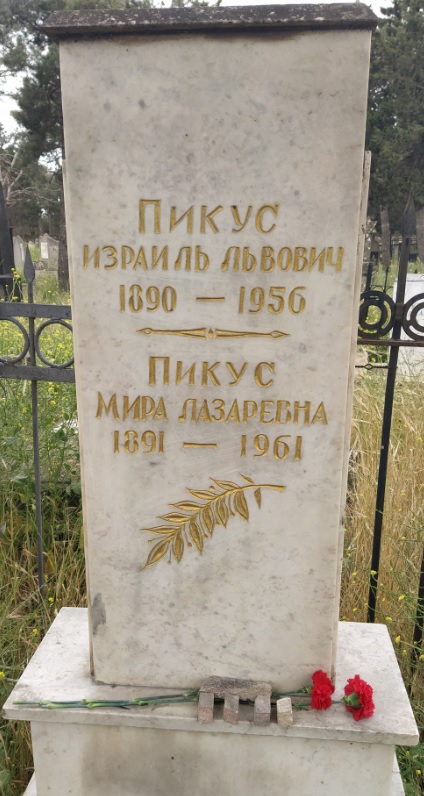 Пикус
Израиль Львович
1890 — 1956
Пикус
Мира Лазаревна
1891 — 1961